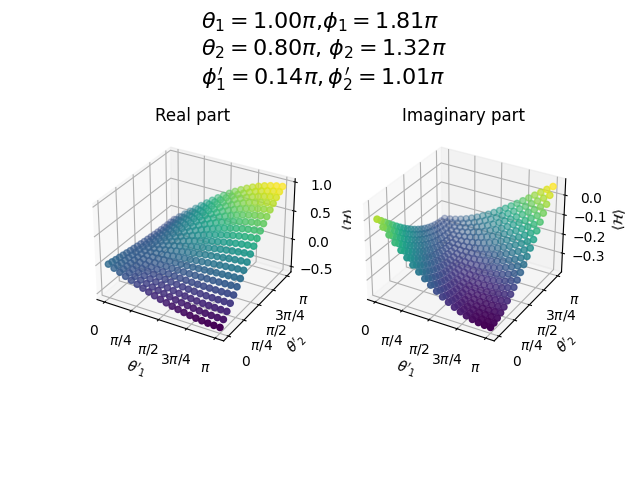 θ₁ = 1.00π,ϕ₁ = 1.81π
θ₂ = 0.80π, ϕ₂ = 1.32π
ϕ′₁ = 0.14π, ϕ′₂ = 1.01π
Real part
Imaginary part
1.0
0.5
0.0
−0.5
⟨ℋ⟩
0
π/4
π/2
3π/4
π
θ′₁
0
π/4
π/2
3π/4
π
θ′₂
0.0
−0.1
−0.2
−0.3
⟨ℋ⟩
0
π/4
π/2
3π/4
π
θ′₁
0
π/4
π/2
3π/4
π
θ′₂